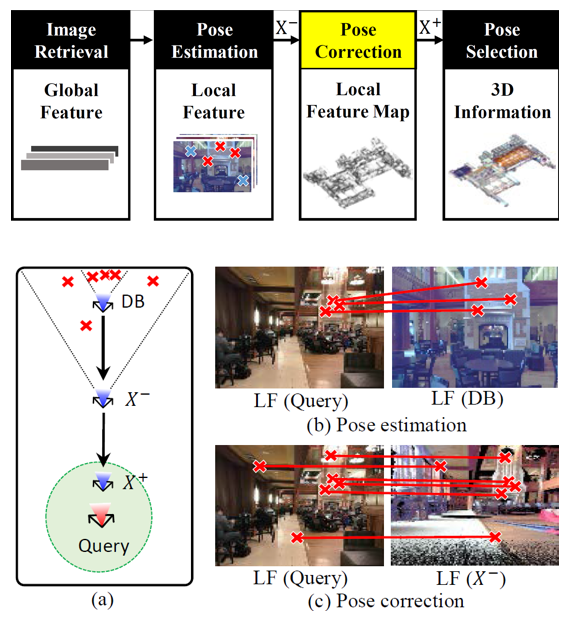 Image
Retrieval
Global
Feature
Pose
Estimation
Local
Feature
X⁻
Pose
Correction
Local
Feature Map
X⁺
Pose
Selection
3D
Information
DB
X⁻
X⁺
Query
(a)
LF (Query) LF (DB)
(b) Pose estimation
LF (Query) LF (X⁻)
(c) Pose correction